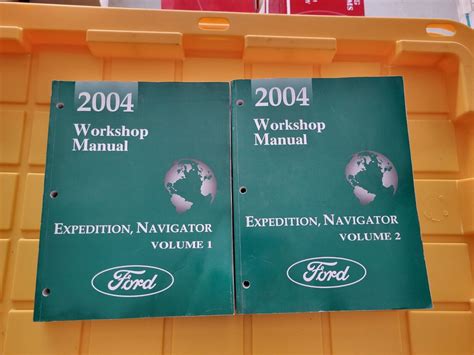 2004
Workshop
Manual
EXPEDITION, NAVIGATOR
VOLUME 1
Ford
2004
Workshop
Manual
EXPEDITION, NAVIGATOR
VOLUME 2
Ford